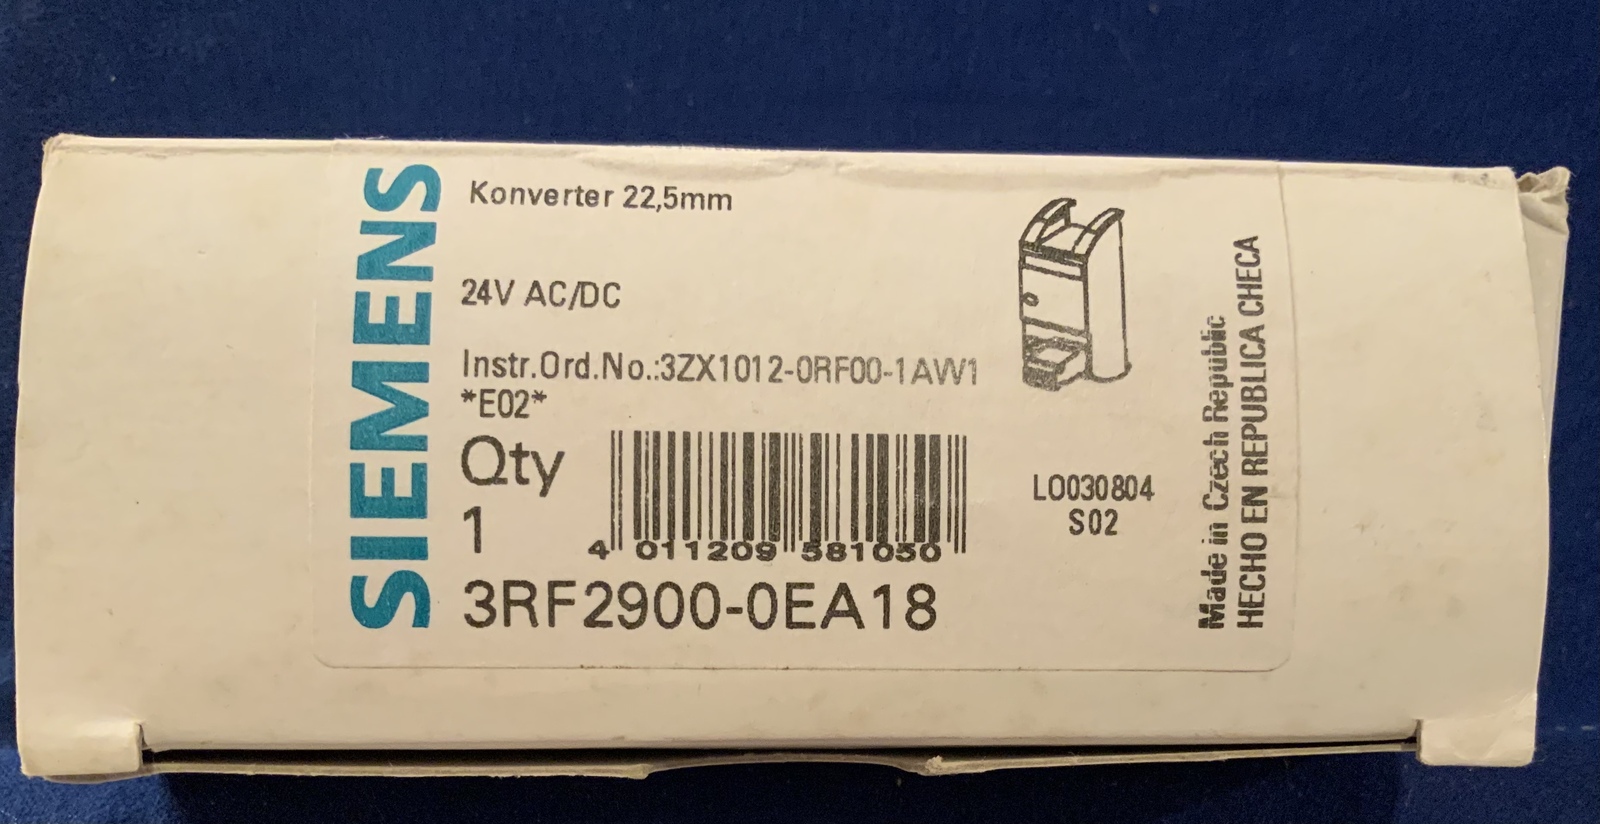 SIEMENS
Konverter 22,5mm
24V AC/DC
Instr.Ord.No.:3ZX1012-0RF00-1AW1
*E02*
Qty
1
4 011209 581050
3RF2900-0EA18
LO030804
S02
Made in Czech Republic
HECHO EN REPUBLICA CHECA